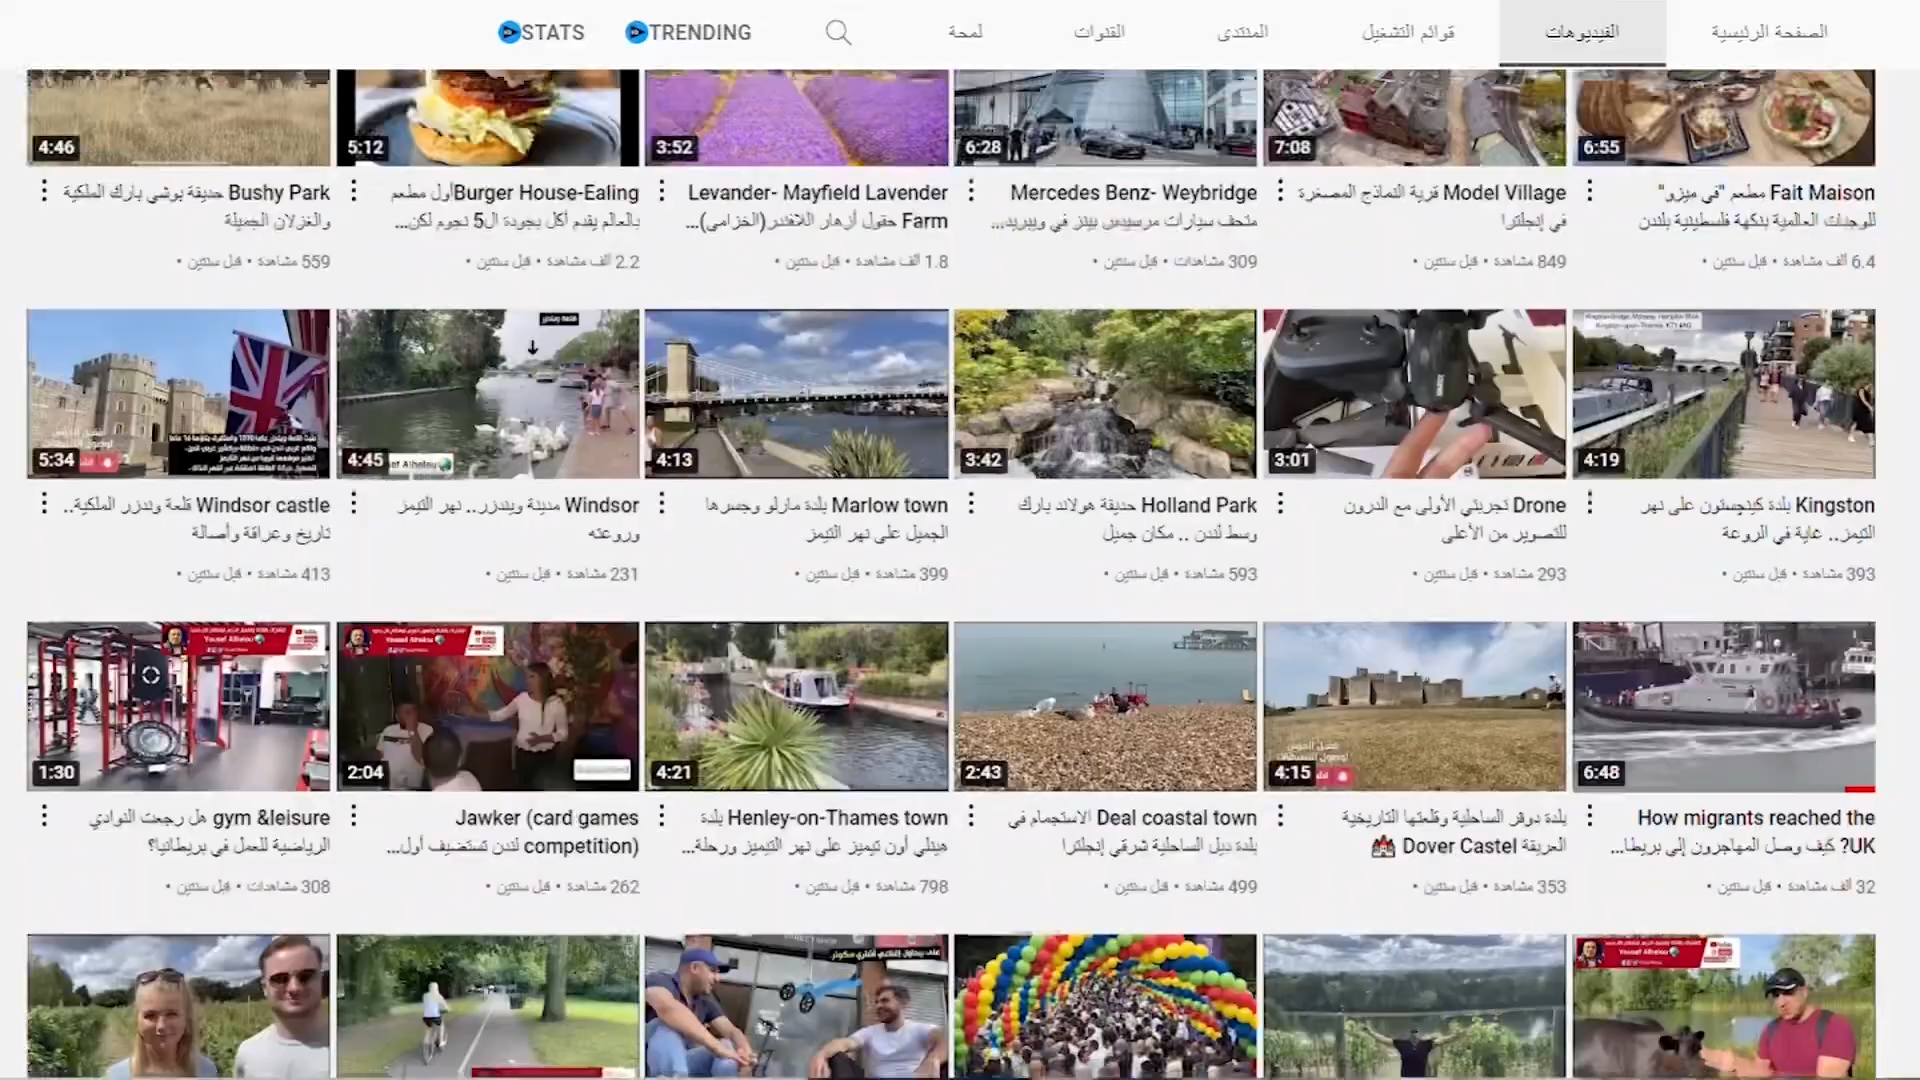 الصفحة الرئيسية
الفيديوهات
قوائم التشغيل
المنتدى
القنوات
لمحة
TRENDING
STATS
6:55
7:08
6:28
3:52
5:12
4:46
Fait Maison مطعم "في ميزو"
للوجبات العالمية بنكهة فلسطينية بلندن
6.4 ألف مشاهدة • قبل سنتين •
Model Village قرية النماذج المصغرة
في إنجلترا
849 مشاهدة • قبل سنتين •
Mercedes Benz- Weybridge
متحف سيارات مرسيدس بينز في ويبريد...
309 مشاهدات • قبل سنتين •
Levander- Mayfield Lavender
Farm حقول أزهار اللافندر(الخزامى)...
1.8 ألف مشاهدة • قبل سنتين •
Burger House-Ealing أول مطعم
بالعالم يقدم أكل بجودة ال5 نجوم لكن...
2.2 ألف مشاهدة • قبل سنتين •
Bushy Park حديقة بوشي بارك الملكية
والغزلان الجميلة
559 مشاهدة • قبل سنتين •
4:19
3:01
3:42
4:13
4:45
5:34
Kingston بلدة كينجستون على نهر
التيمز.. غاية في الروعة
393 مشاهدة • قبل سنتين •
Drone تجربتي الأولى مع الدرون
للتصوير من الأعلى
293 مشاهدة • قبل سنتين •
Holland Park حديقة هولاند بارك
وسط لندن .. مكان جميل
593 مشاهدة • قبل سنتين •
Marlow town بلدة مارلو وجسرها
الجميل على نهر التيمز
399 مشاهدة • قبل سنتين •
Windsor مدينة ويندزر.. نهر التيمز
وروعته
231 مشاهدة • قبل سنتين •
Windsor castle قلعة وندزر الملكية..
تاريخ وعراقة وأصالة
413 مشاهدة • قبل سنتين •
6:48
4:15
2:43
4:21
Yousef Alhelou
2:04
Yousef Alhelou
1:30
How migrants reached the
UK? كيف وصل المهاجرون إلى بريطا...
32 ألف مشاهدة • قبل سنتين •
بلدة دوفر الساحلية وقلعتها التاريخية
العريقة Dover Castel 🏰
353 مشاهدة • قبل سنتين •
Deal coastal town الاستجمام في
بلدة ديل الساحلية شرقي إنجلترا
499 مشاهدة • قبل سنتين •
Henley-on-Thames town بلدة
هينلي أون تيميز على نهر التيميز ورحلة...
798 مشاهدة • قبل سنتين •
Jawker (card games
competition) لندن تستضيف أول...
262 مشاهدة • قبل سنتين •
gym &leisure هل رجعت النوادي
الرياضية للعمل في بريطانيا؟
308 مشاهدات • قبل سنتين •
Yousef Alhelou